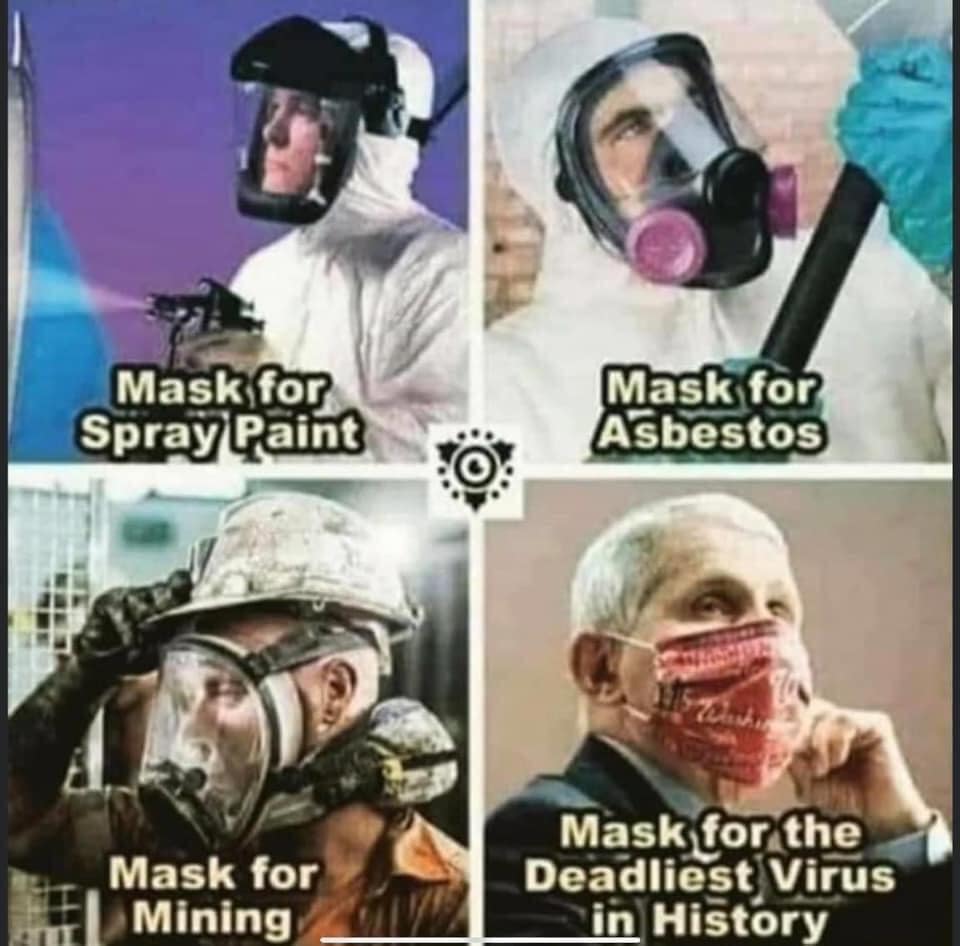 Mask for
Spray Paint
Mask for
Asbestos
Mask for
Mining
Mask for the
Deadliest Virus
in History